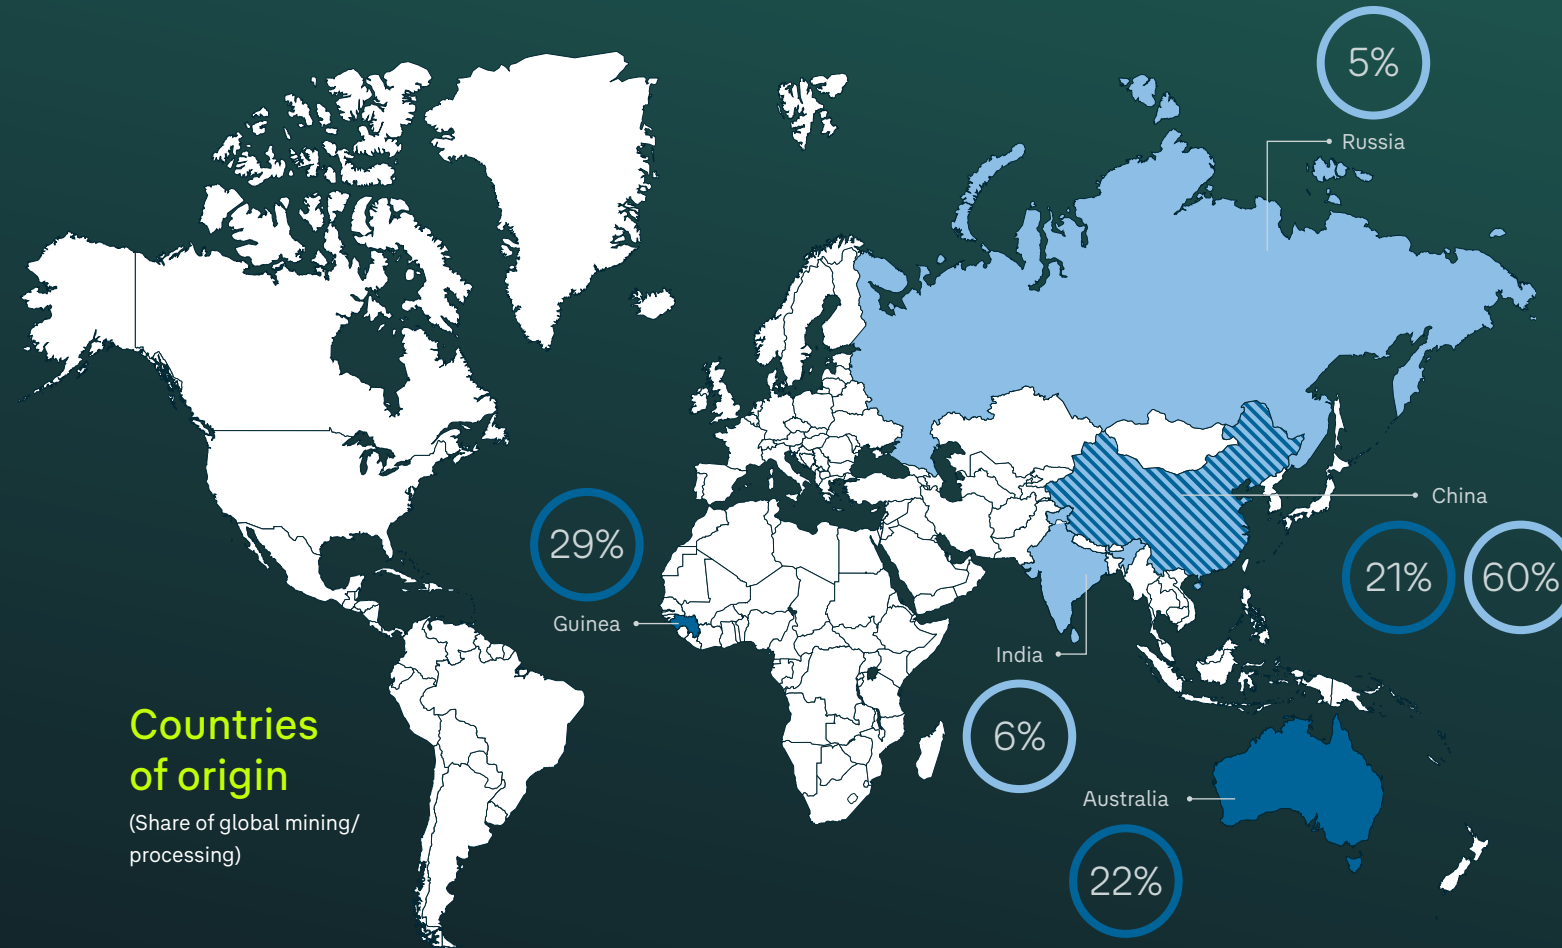 5%
Russia
China
29%
21%
60%
Guinea
India
Countries
of origin
6%
Australia
(Share of global mining/
processing)
22%